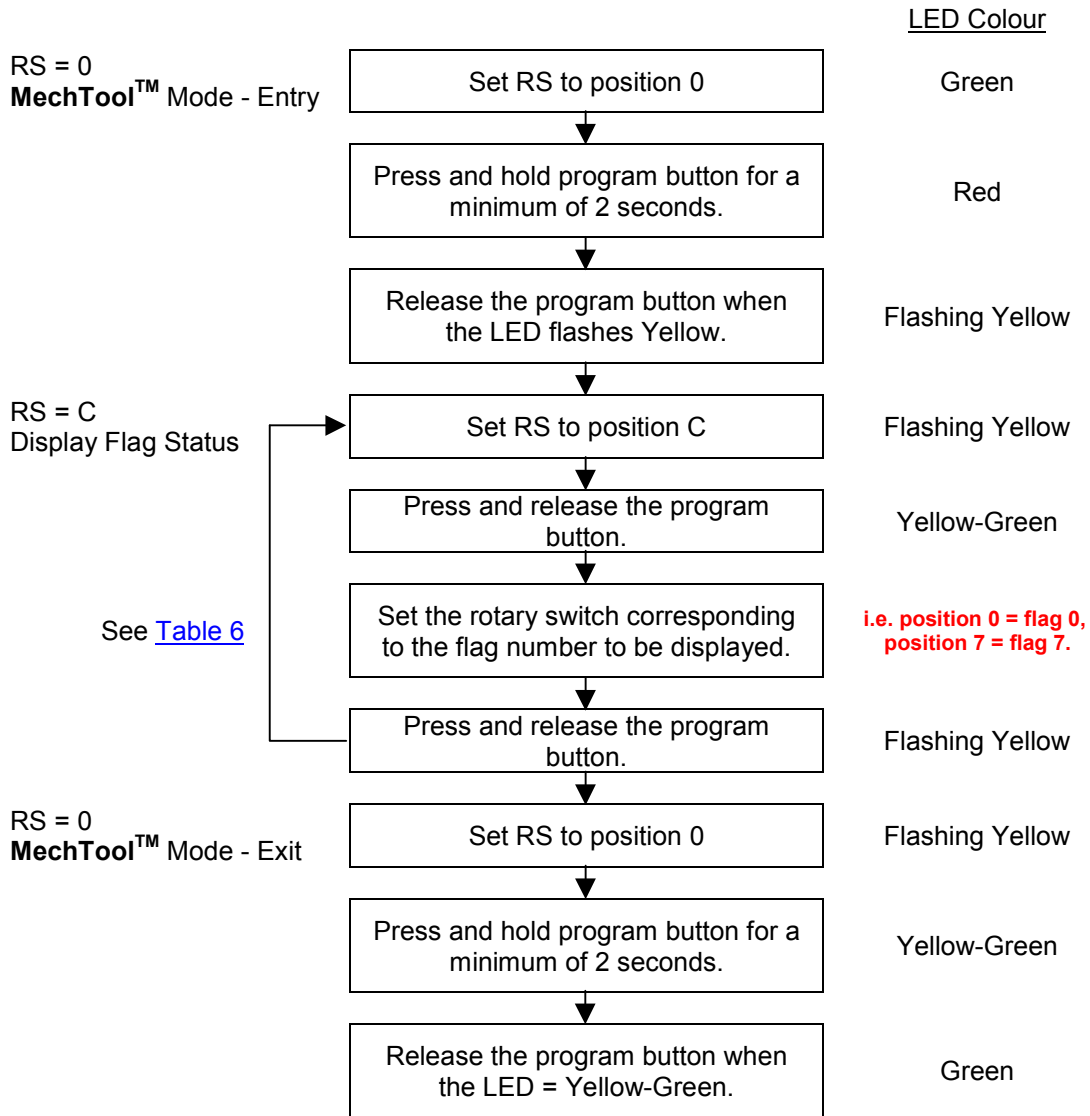 LED Colour
RS = 0
MechTool™ Mode - Entry
Set RS to position 0
Green
Press and hold program button for a
minimum of 2 seconds.
Red
Release the program button when
the LED flashes Yellow.
Flashing Yellow
RS = C
Display Flag Status
Set RS to position C
Flashing Yellow
Press and release the program
button.
Yellow-Green
See Table 6
Set the rotary switch corresponding
to the flag number to be displayed.
i.e. position 0 = flag 0,
position 7 = flag 7.
Press and release the program
button.
Flashing Yellow
RS = 0
MechTool™ Mode - Exit
Set RS to position 0
Flashing Yellow
Press and hold program button for a
minimum of 2 seconds.
Yellow-Green
Release the program button when
the LED = Yellow-Green.
Green